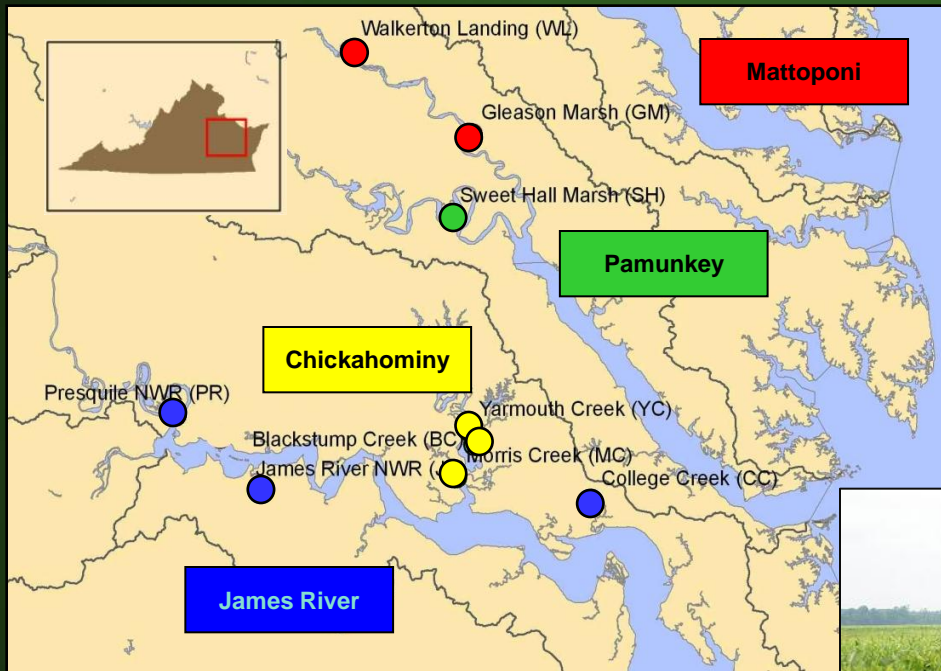 Walkerton Landing (WL)
Mattoponi
Gleason Marsh (GM)
Sweet Hall Marsh (SH)
Pamunkey
Chickahominy
Presquile NWR (PR)
Yarmouth Creek (YC)
Blackstump Creek (BC)
Morris Creek (MC)
James River NWR (J
College Creek (CC)
James River